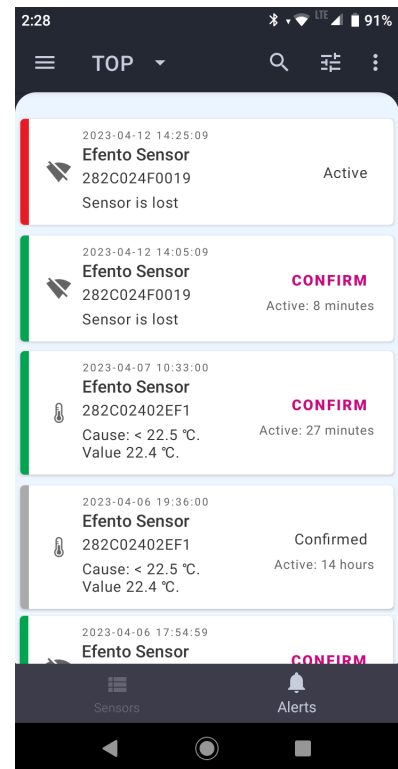 2:28
LTE
91%
TOP
2023-04-12 14:25:09
Efento Sensor
282C024F0019
Active
Sensor is lost
2023-04-12 14:05:09
Efento Sensor
CONFIRM
282C024F0019
Active: 8 minutes
Sensor is lost
2023-04-07 10:33:00
Efento Sensor
CONFIRM
282C02402EF1
Active: 27 minutes
Cause: < 22.5 ℃.
Value 22.4 ℃.
2023-04-06 19:36:00
Efento Sensor
Confirmed
282C02402EF1
Active: 14 hours
Cause: < 22.5 ℃.
Value 22.4 ℃.
2023-04-06 17:54:59
Efento Sensor
CONFIRM
Sensors
Alerts